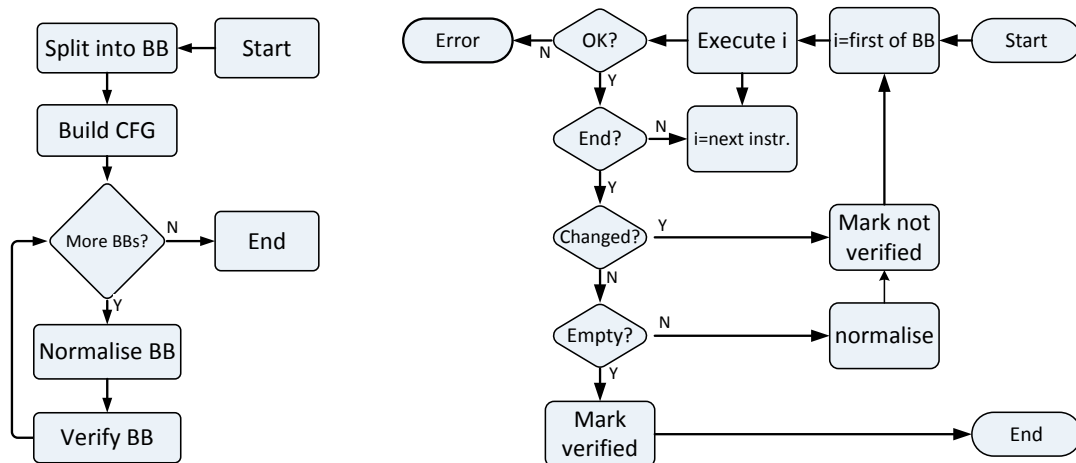 Split into BB
Start
Build CFG
More BBs?
N
End
Y
Normalise BB
Verify BB
Error
N
OK?
Execute i
i=first of BB
Start
Y
End?
N
i=next instr.
Y
Changed?
Y
Mark not
verified
N
Empty?
N
normalise
Y
Mark
verified
End